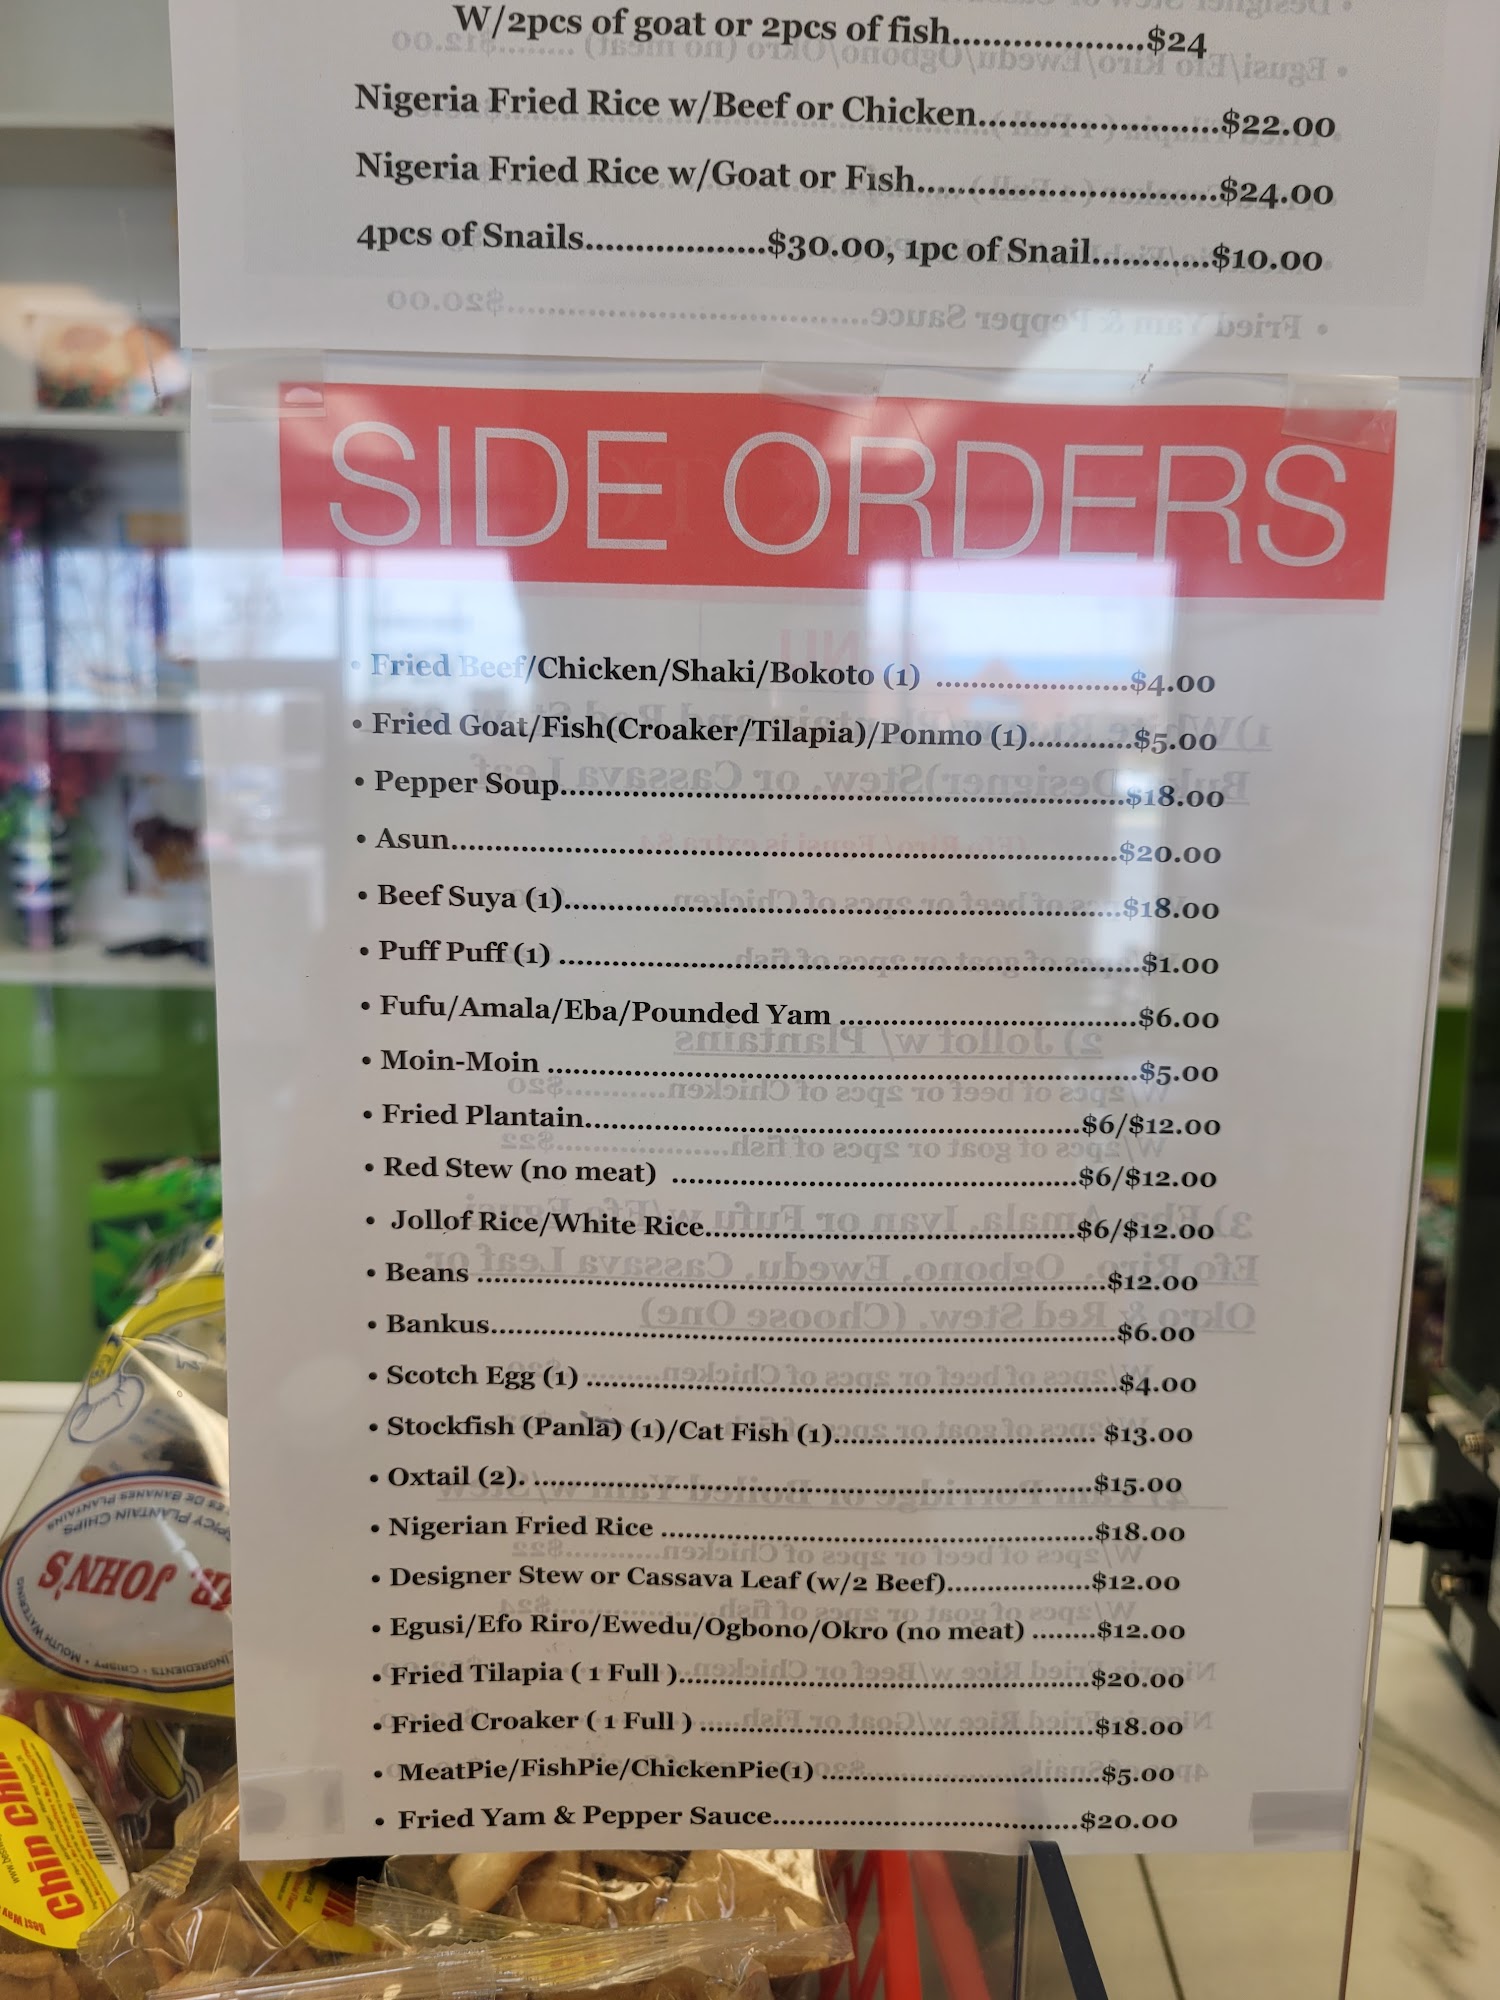 W/2pcs of goat or 2pcs of fish....................$24
Nigeria Fried Rice w/Beef or Chicken.........................$22.00
Nigeria Fried Rice w/Goat or Fish...............................$24.00
4pcs of Snails..................$30.00, 1pc of Snail............$10.00
SIDE ORDERS
• Fried Beef/Chicken/Shaki/Bokoto (1) ......................$4.00
• Fried Goat/Fish(Croaker/Tilapia)/Ponmo (1)............$5.00
• Pepper Soup................................................................$18.00
• Asun............................................................................$20.00
• Beef Suya (1)...............................................................$18.00
• Puff Puff (1) ..................................................................$1.00
• Fufu/Amala/Eba/Pounded Yam ..................................$6.00
• Moin-Moin ...................................................................$5.00
• Fried Plantain.........................................................$6/$12.00
• Red Stew (no meat) ..............................................$6/$12.00
• Jollof Rice/White Rice..........................................$6/$12.00
• Beans ........................................................................$12.00
• Bankus........................................................................$6.00
• Scotch Egg (1) .............................................................$4.00
• Stockfish (Panla) (1)/Cat Fish (1).............................. $13.00
• Oxtail (2). .................................................................$15.00
• Nigerian Fried Rice ..................................................$18.00
• Designer Stew or Cassava Leaf (w/2 Beef).................$12.00
• Egusi/Efo Riro/Ewedu/Ogbono/Okro (no meat) ........$12.00
• Fried Tilapia ( 1 Full )................................................$20.00
• Fried Croaker ( 1 Full ) .............................................$18.00
• MeatPie/FishPie/ChickenPie(1) ................................$5.00
• Fried Yam & Pepper Sauce...................................$20.00
SPICY PLANTAIN CHIPS
JOHN'S
Chin Chin